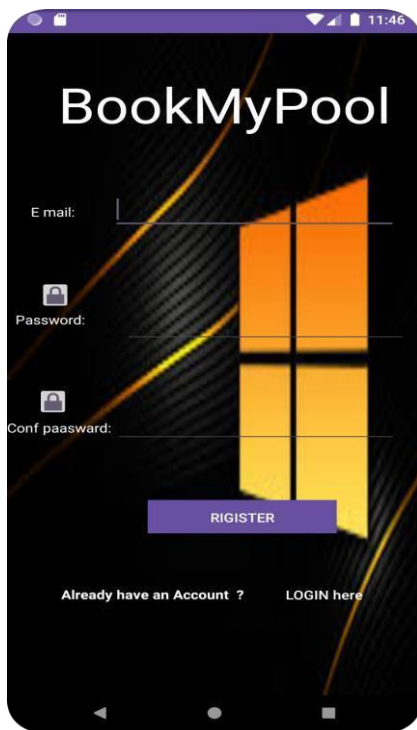 11:46
BookMyPool
E mail:
Password:
Conf paasward:
RIGISTER
Already have an Account ? LOGIN here